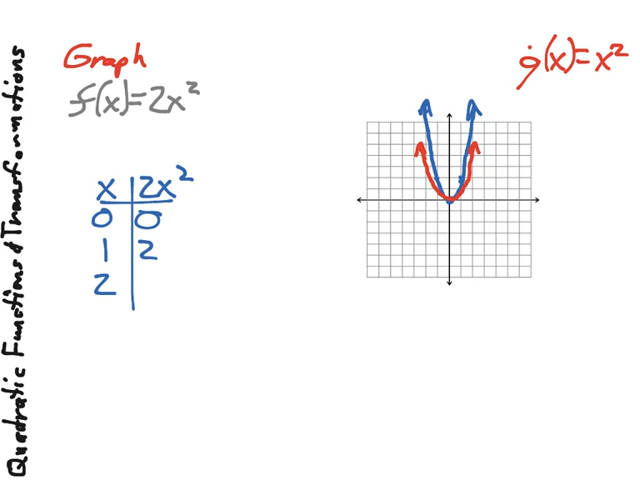 Quadratic Functions & Transformations
Graph
f(x)=2x²
g(x)=x²
x 2x²
0 0
1 2
2